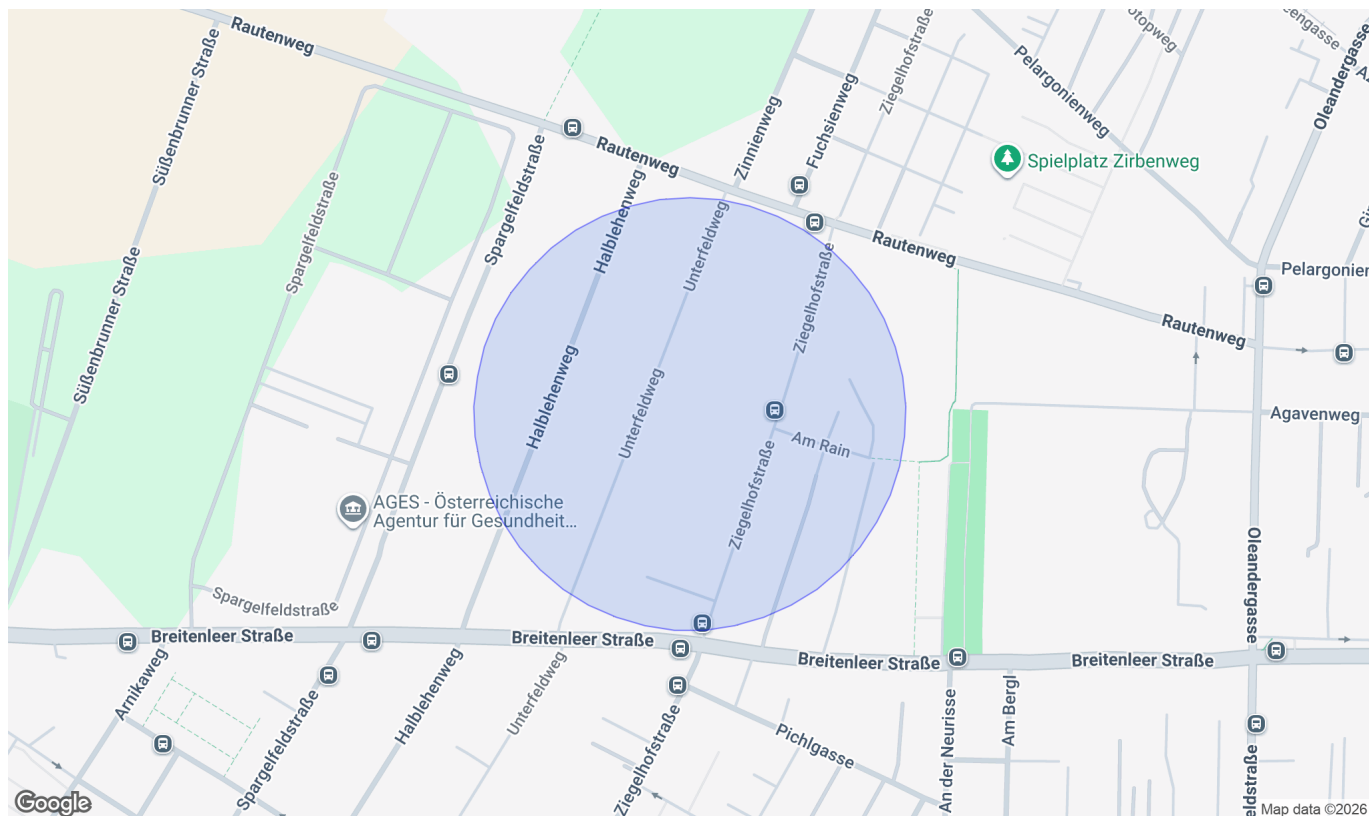 Rautenweg
Süßenbrunner Straße
Spargelfeldstraße
Spargelfeldstraße
Halblehenweg
Rautenweg
Zinnienweg
Fuchsienweg
Ziegelhofstraße
Pelargonienweg
Oleandergasse
Spielplatz Zirbenweg
Unterfeldweg
Ziegelhofstraße
Rautenweg
Pelargonier
Süßenbrunner Straße
Rautenweg
Halblehenweg
Unterfeldweg
Agavenweg
Am Rain
Ziegelhofstraße
AGES - Österreichische
Agentur für Gesundheit...
Oleandergasse
Spargelfeldstraße
Breitenleer Straße
Breitenleer Straße
Breitenleer Straße
Breitenleer Straße
Arnikaweg
Spargelfeldstraße
Halblehenweg
Unterfeldweg
Ziegelhofstraße
Pichlgasse
An der Neurisse
Am Bergl
eldstraße
Google
Map data ©2026